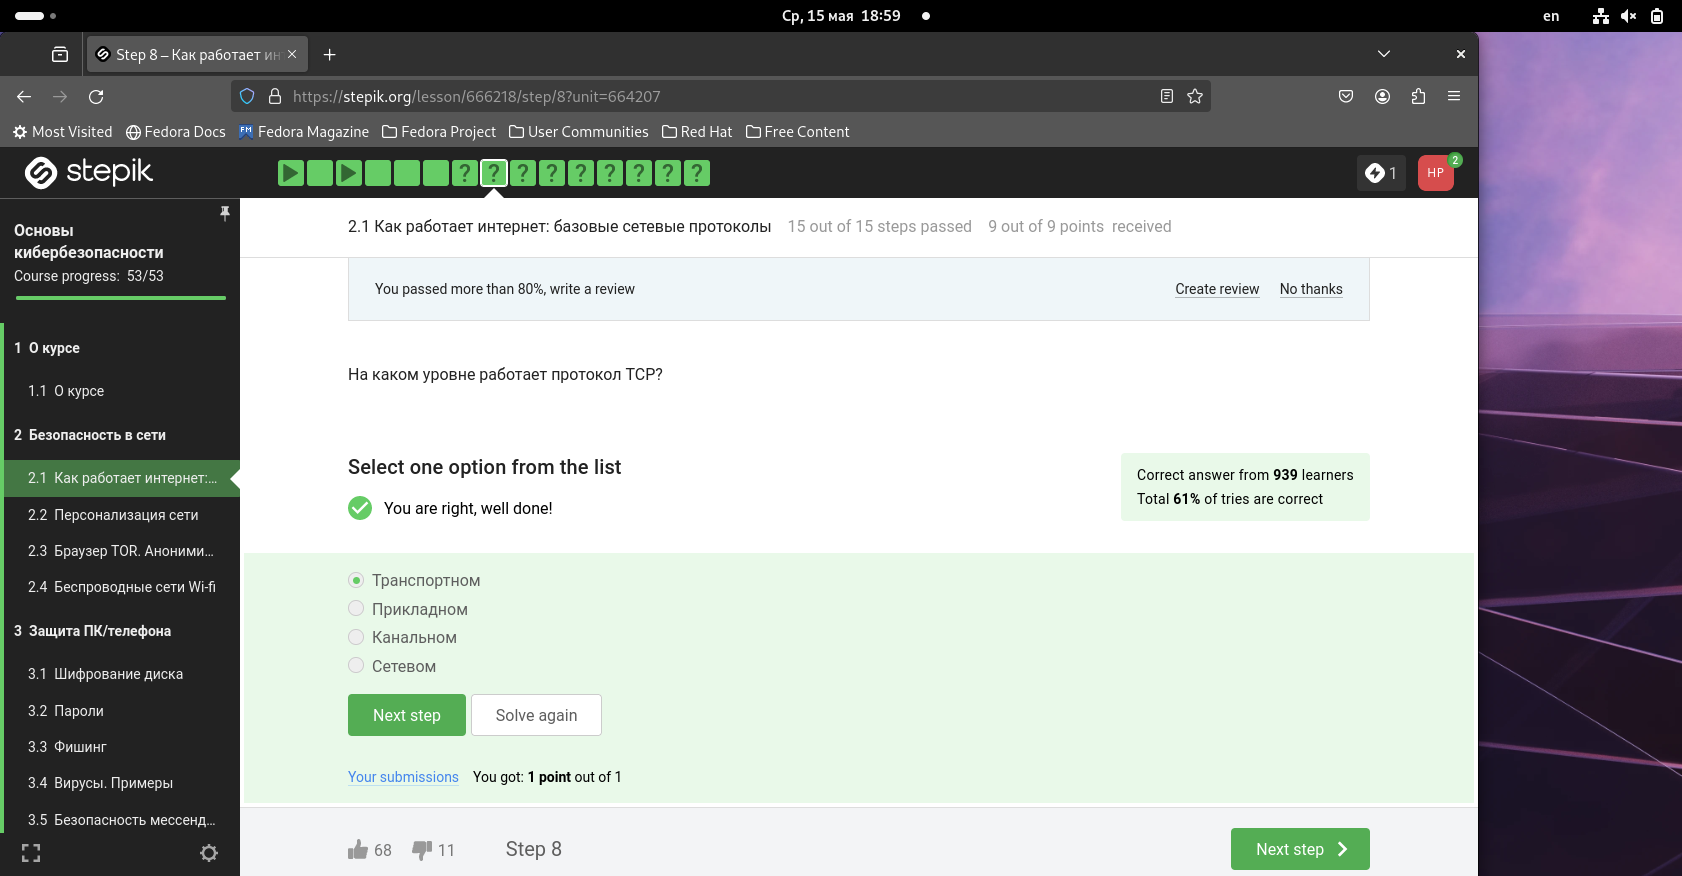 Ср, 15 мая 18:59
en
Step 8 – Как работает ин
https://stepik.org/lesson/666218/step/8?unit=664207
Most Visited
Fedora Docs
Fedora Magazine
Fedora Project
User Communities
Red Hat
Free Content
stepik
? ? ? ? ? ? ? ? ?
1
HP
2
Основы
кибербезопасности
Course progress: 53/53
1 О курсе
1.1 О курсе
2 Безопасность в сети
2.1 Как работает интернет:...
2.2 Персонализация сети
2.3 Браузер TOR. Аноними...
2.4 Беспроводные сети Wi-fi
3 Защита ПК/телефона
3.1 Шифрование диска
3.2 Пароли
3.3 Фишинг
3.4 Вирусы. Примеры
3.5 Безопасность мессенд...
2.1 Как работает интернет: базовые сетевые протоколы 15 out of 15 steps passed 9 out of 9 points received
You passed more than 80%, write a review
Create review
No thanks
На каком уровне работает протокол TCP?
Select one option from the list
You are right, well done!
Correct answer from 939 learners
Total 61% of tries are correct
Транспортном
Прикладном
Канальном
Сетевом
Next step
Solve again
Your submissions You got: 1 point out of 1
68
11
Step 8
Next step